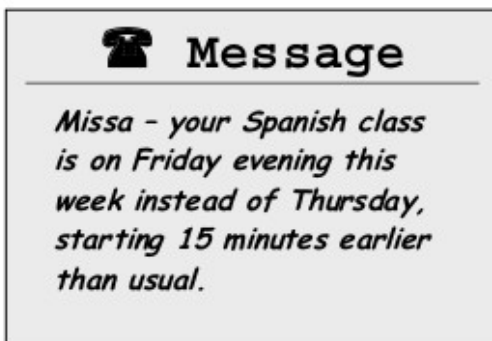 ☎ Message
Missa – your Spanish class
is on Friday evening this
week instead of Thursday,
starting 15 minutes earlier
than usual.